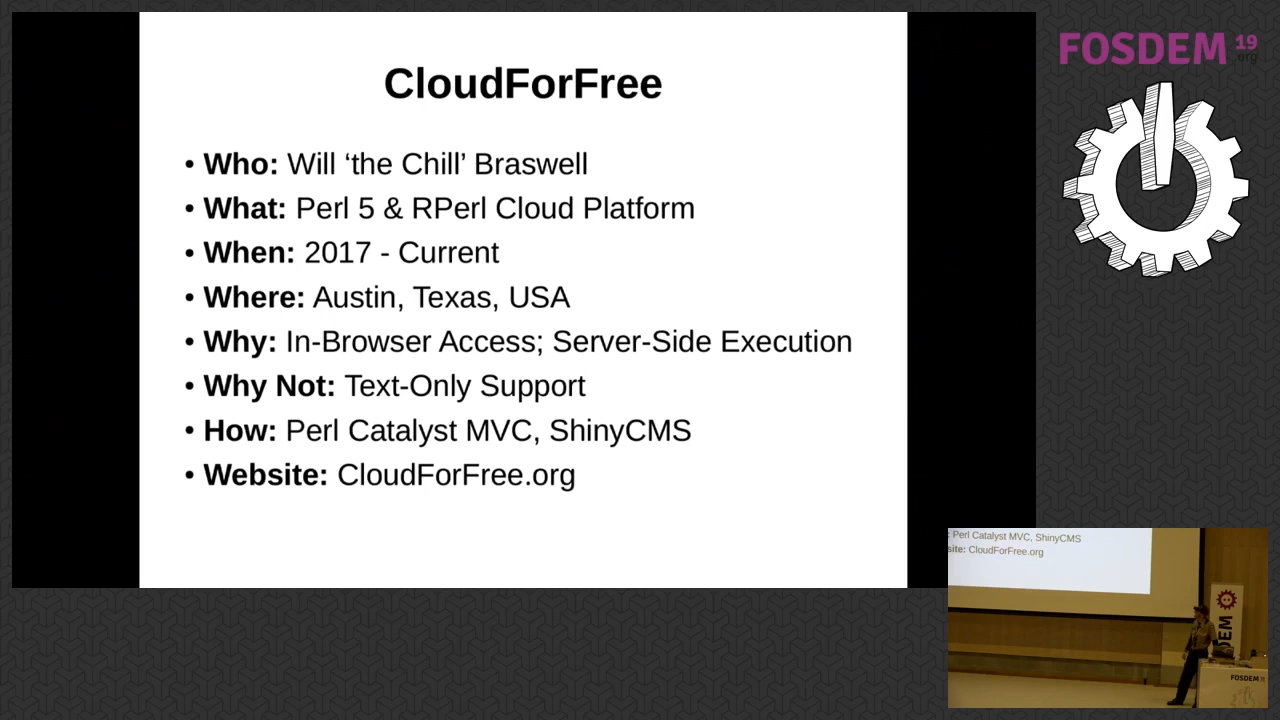 CloudForFree
• Who: Will ‘the Chill’ Braswell
• What: Perl 5 & RPerl Cloud Platform
• When: 2017 - Current
• Where: Austin, Texas, USA
• Why: In-Browser Access; Server-Side Execution
• Why Not: Text-Only Support
• How: Perl Catalyst MVC, ShinyCMS
• Website: CloudForFree.org
FOSDEM 19
.org
: Perl Catalyst MVC, ShinyCMS
site: CloudForFree.org
DEM
FOSDEM